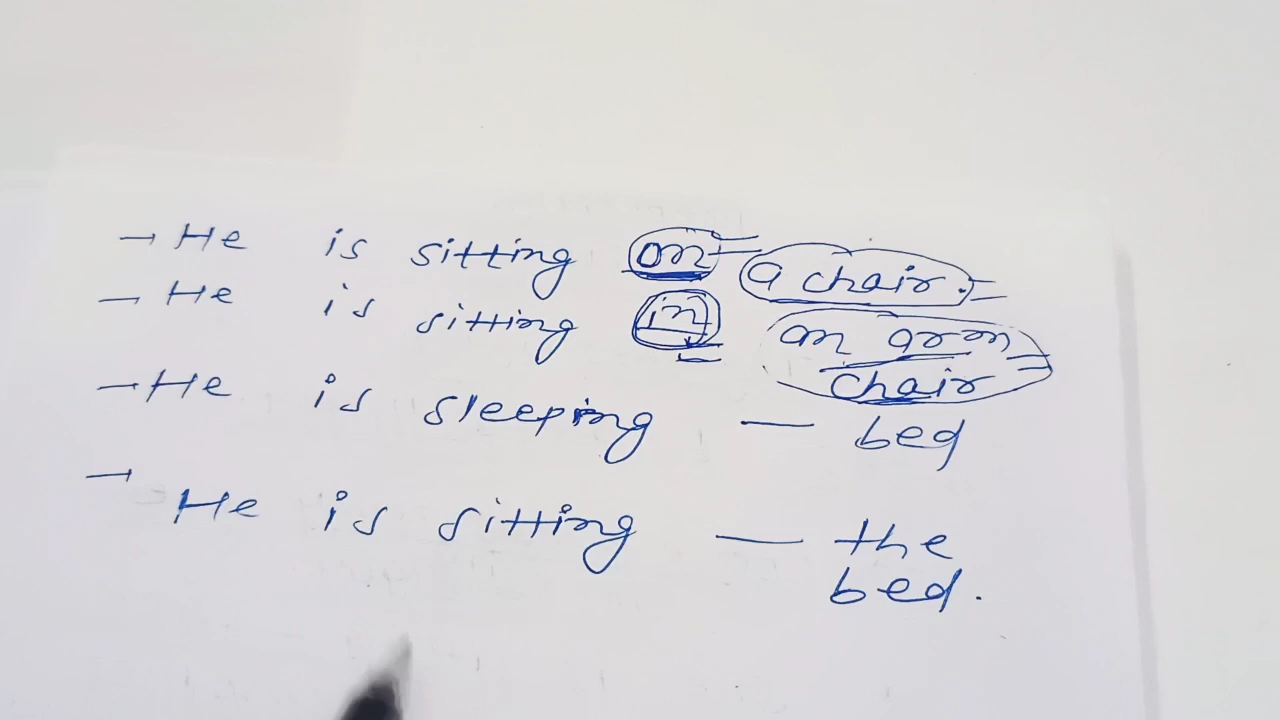 → He is sitting on a chair.
→ He is sitting in an arm
chair
→ He is sleeping — bed
→ He is sitting — the
bed.